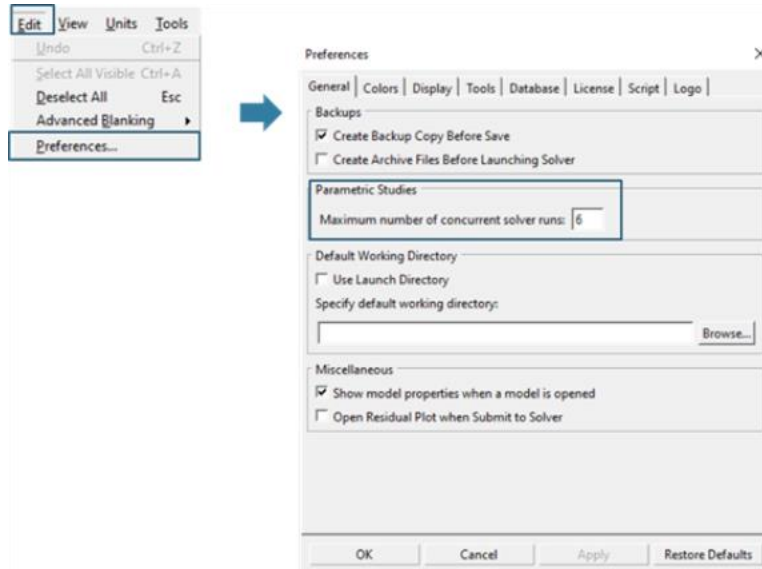 Edit View Units Tools
Undo Ctrl+Z
Select All Visible Ctrl+A
Deselect All Esc
Advanced Blanking
Preferences...
Preferences
General Colors Display Tools Database License Script Logo
Backups
Create Backup Copy Before Save
Create Archive Files Before Launching Solver
Parametric Studies
Maximum number of concurrent solver runs: 6
Default Working Directory
Use Launch Directory
Specify default working directory:
Browse...
Miscellaneous
Show model properties when a model is opened
Open Residual Plot when Submit to Solver
OK Cancel Apply Restore Defaults